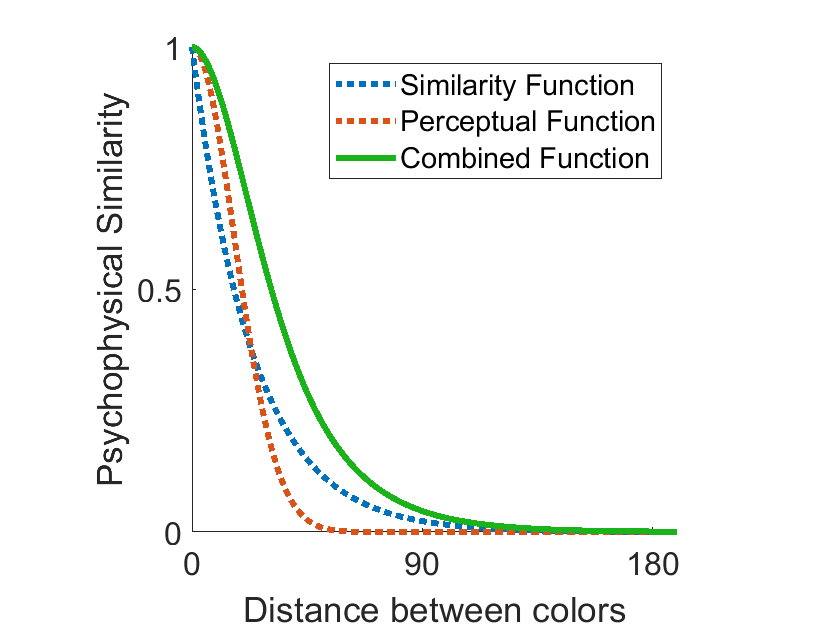 1
Similarity Function
Perceptual Function
Combined Function
Psychophysical Similarity
0.5
0
0
90
180
Distance between colors